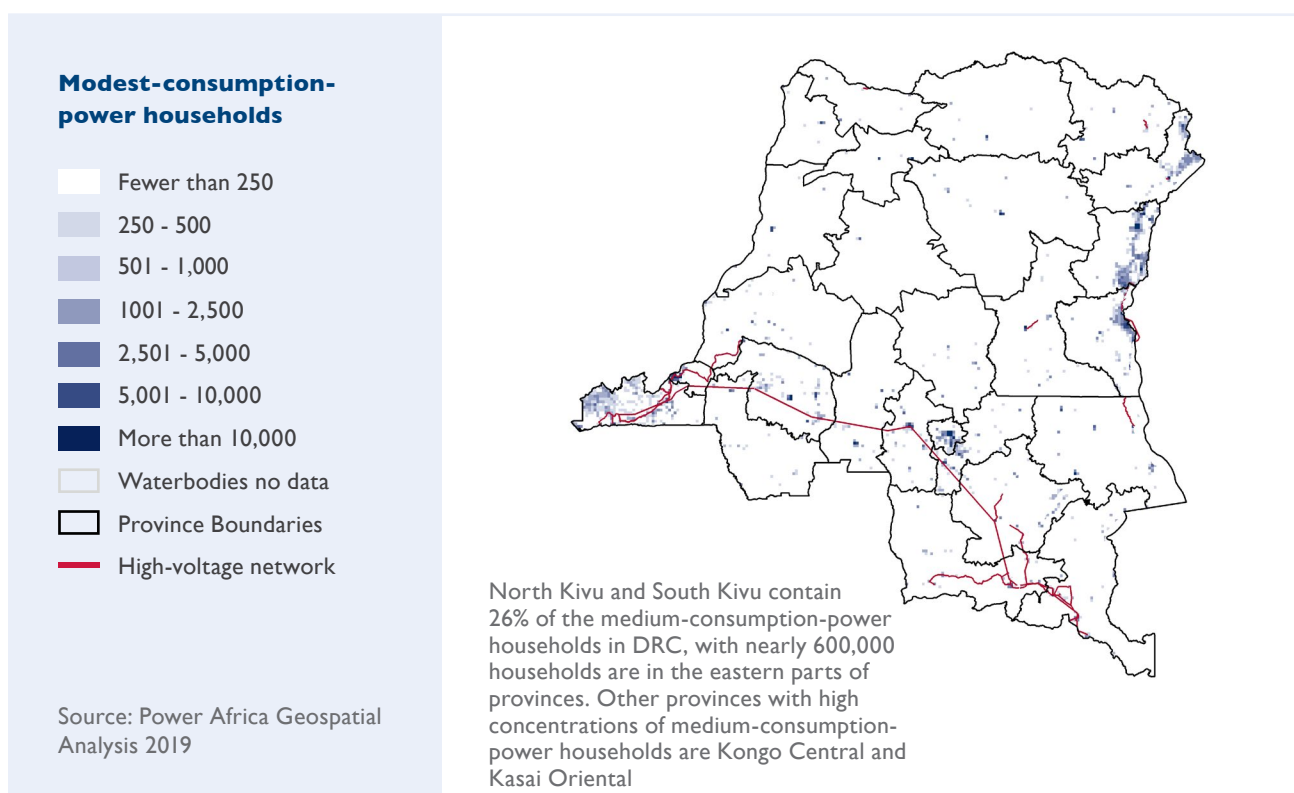 Modest-consumption-
power households
Fewer than 250
250 - 500
501 - 1,000
1001 - 2,500
2,501 - 5,000
5,001 - 10,000
More than 10,000
Waterbodies no data
Province Boundaries
High-voltage network
Source: Power Africa Geospatial
Analysis 2019
North Kivu and South Kivu contain
26% of the medium-consumption-power
households in DRC, with nearly 600,000
households are in the eastern parts of
provinces. Other provinces with high
concentrations of medium-consumption-
power households are Kongo Central and
Kasai Oriental